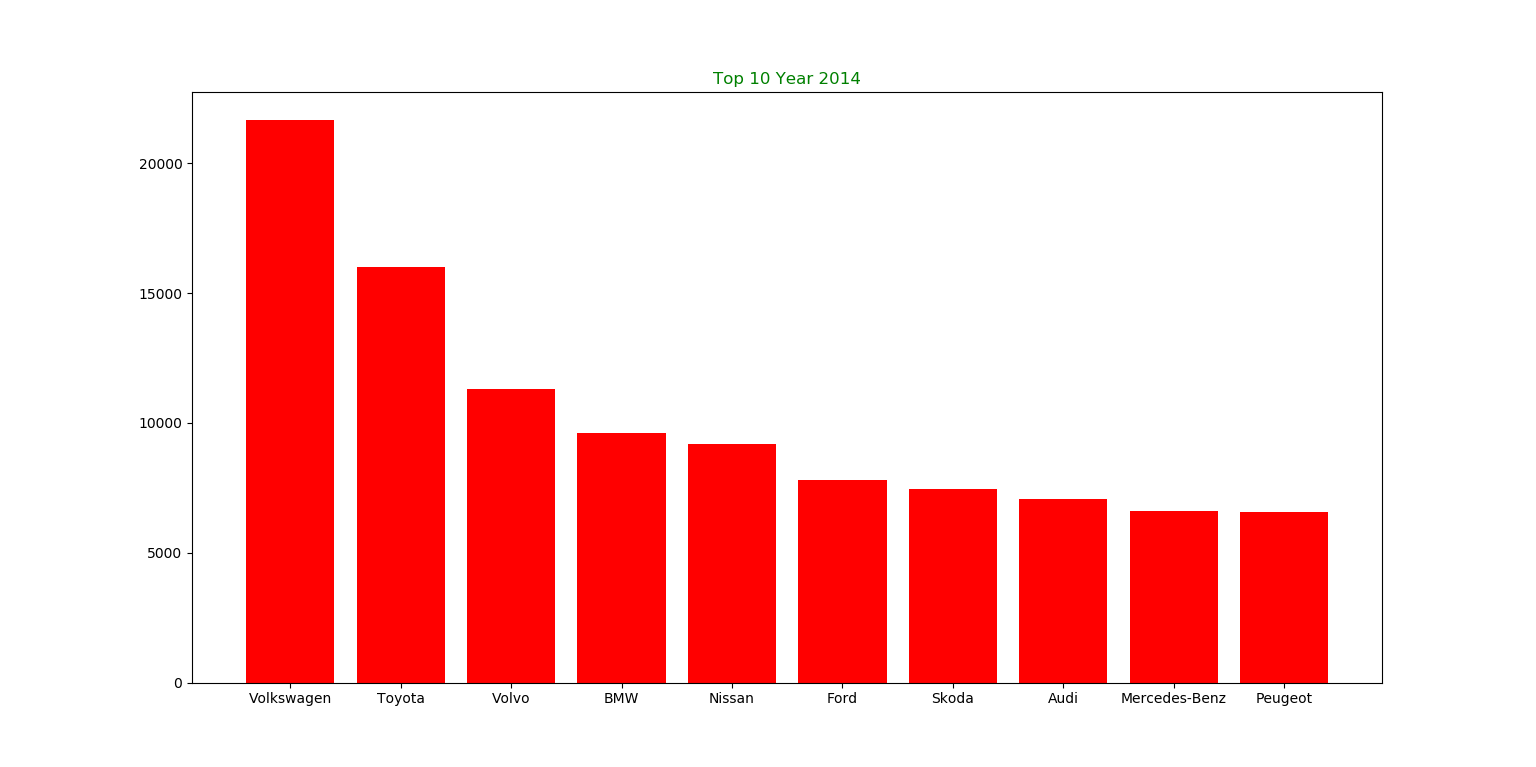 Top 10 Year 2014
20000
15000
10000
5000
0
Volkswagen Toyota Volvo BMW Nissan Ford Skoda Audi Mercedes-Benz Peugeot